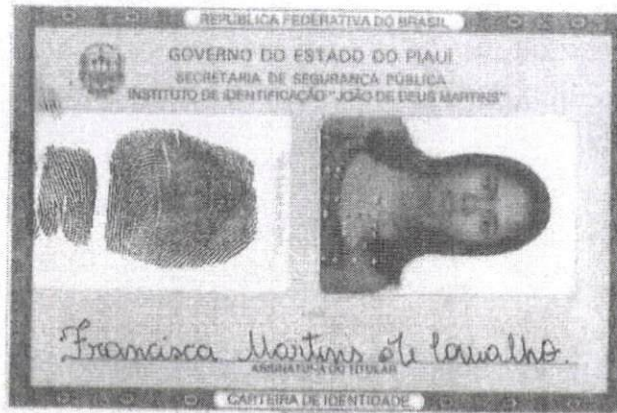 REPÚBLICA FEDERATIVA DO BRASIL
GOVERNO DO ESTADO DO PIAUÍ
SECRETARIA DE SEGURANÇA PÚBLICA
INSTITUTO DE IDENTIFICAÇÃO "JOÃO DE DEUS MARTINS"
Francisca Martins de Carvalho.
ASSINATURA DO TITULAR
CARTEIRA DE IDENTIDADE